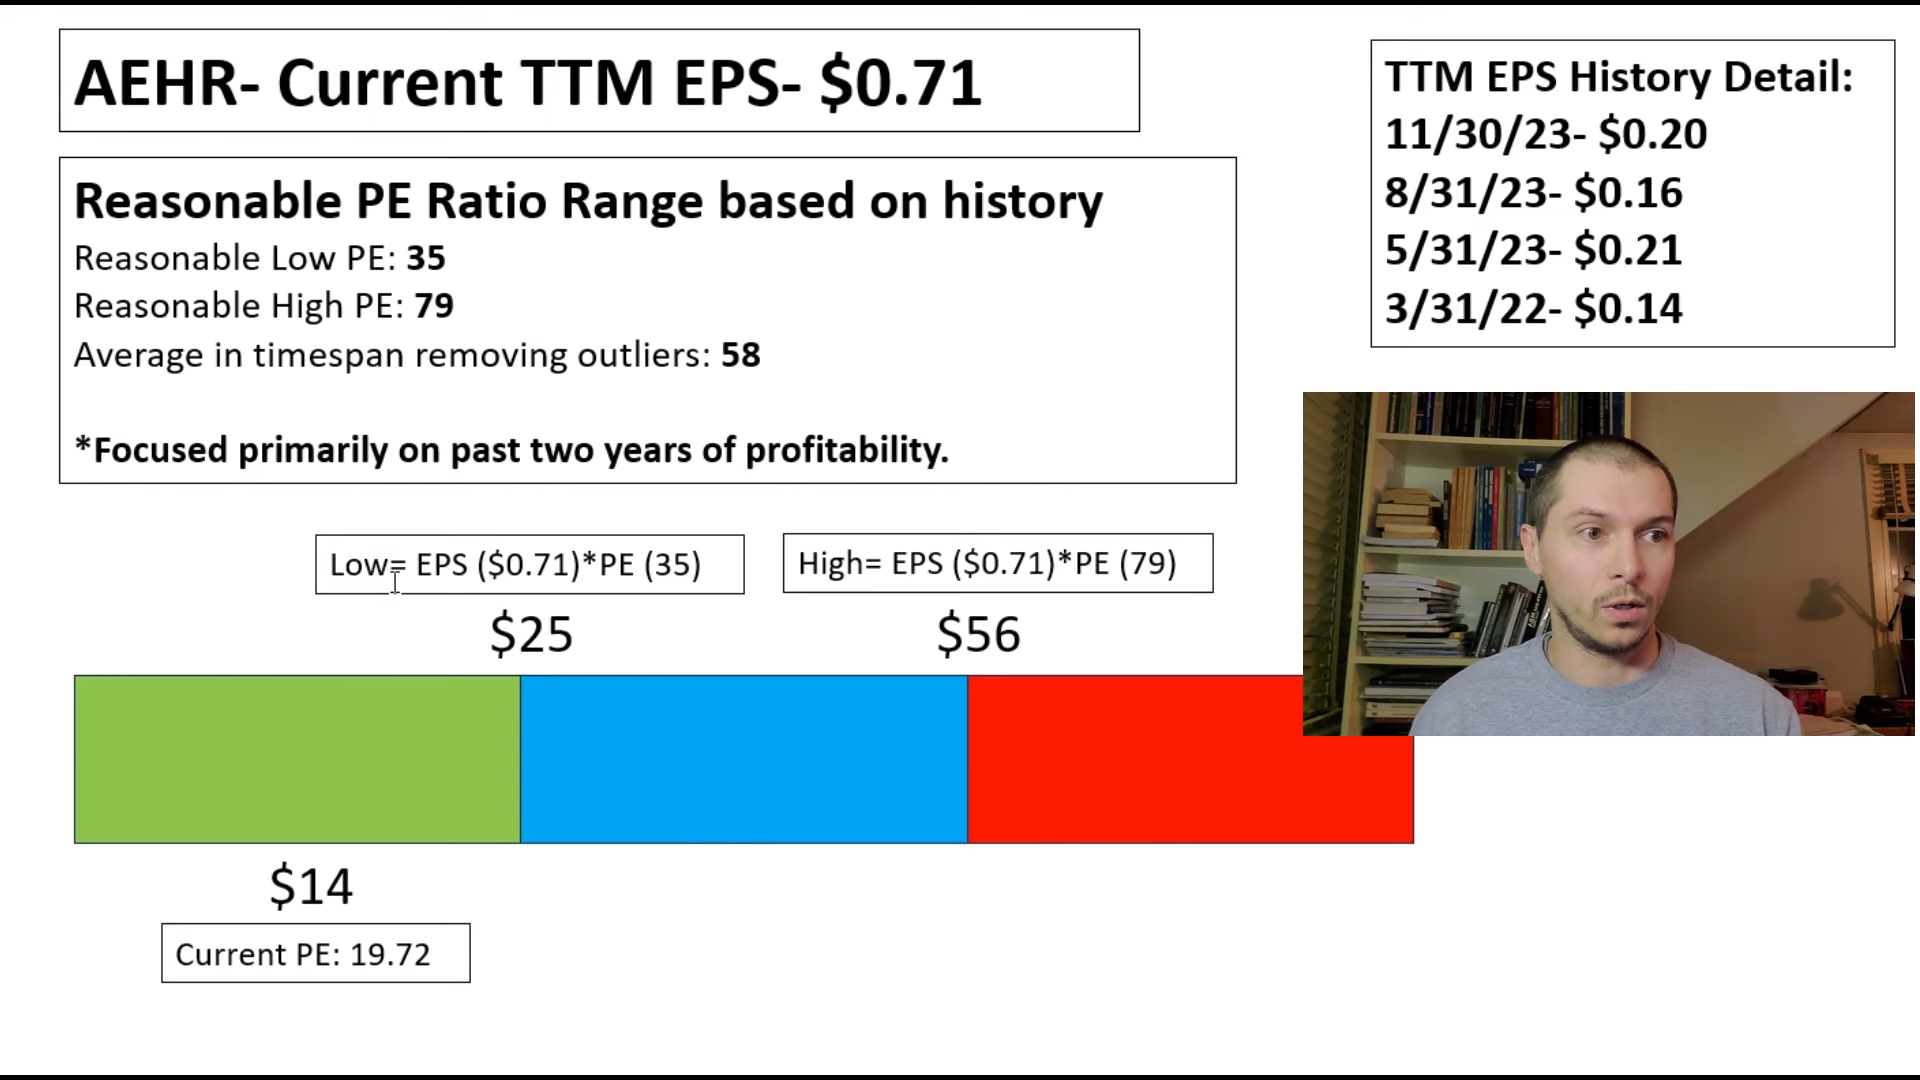 AEHR- Current TTM EPS- $0.71
Reasonable PE Ratio Range based on history
Reasonable Low PE: 35
Reasonable High PE: 79
Average in timespan removing outliers: 58
*Focused primarily on past two years of profitability.
TTM EPS History Detail:
11/30/23- $0.20
8/31/23- $0.16
5/31/23- $0.21
3/31/22- $0.14
Low= EPS ($0.71)*PE (35)
High= EPS ($0.71)*PE (79)
$25
$56
$14
Current PE: 19.72